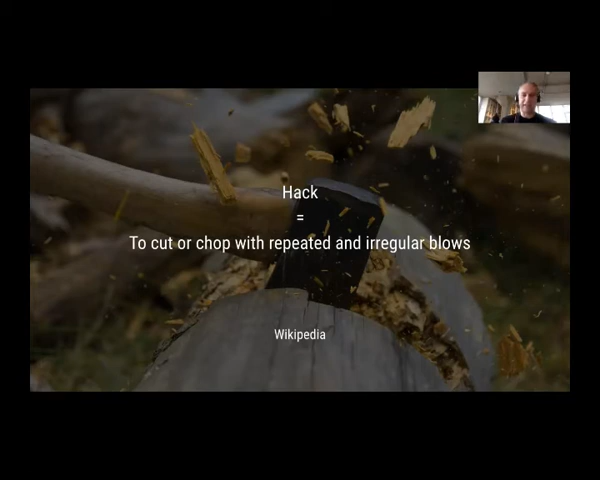 Hack
=
To cut or chop with repeated and irregular blows
Wikipedia